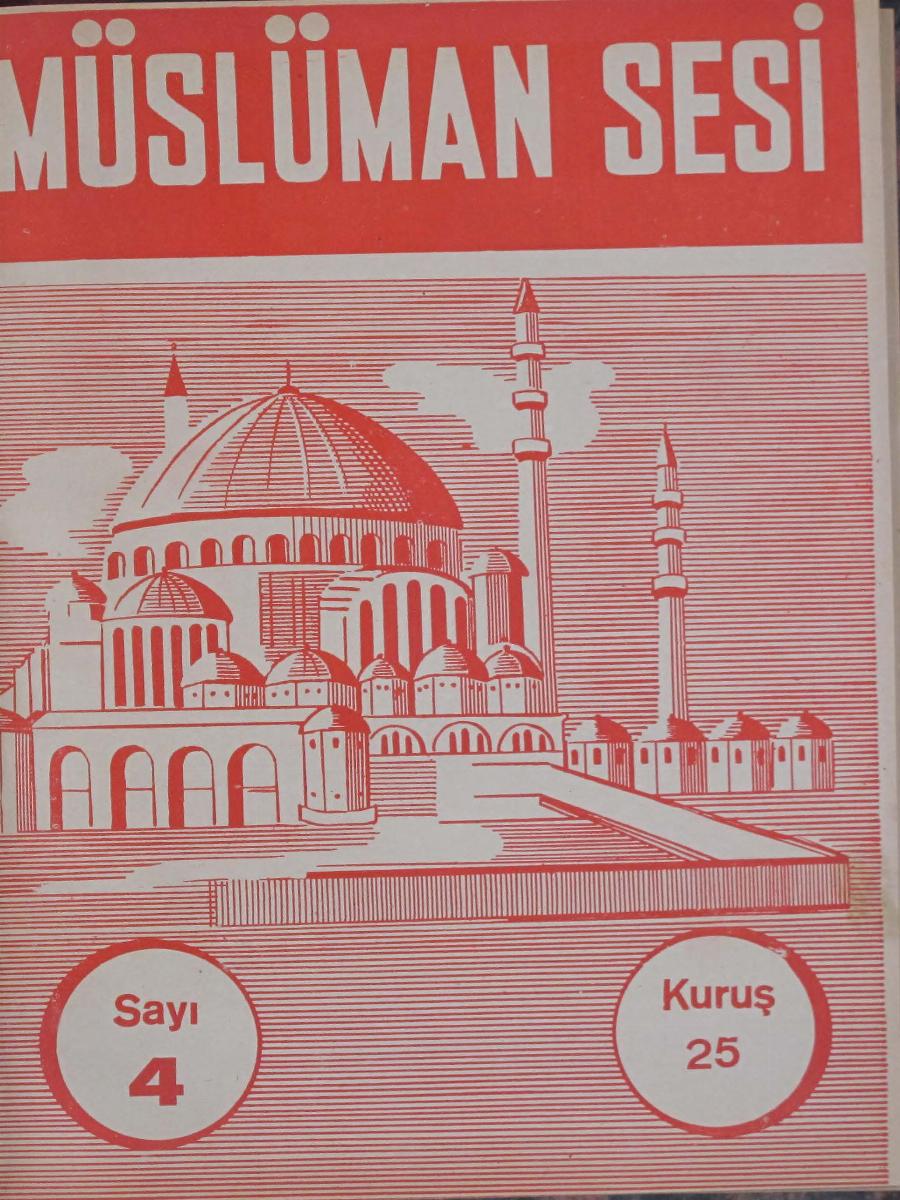 MÜSLÜMAN SESİ
Sayı
4
Kuruş
25